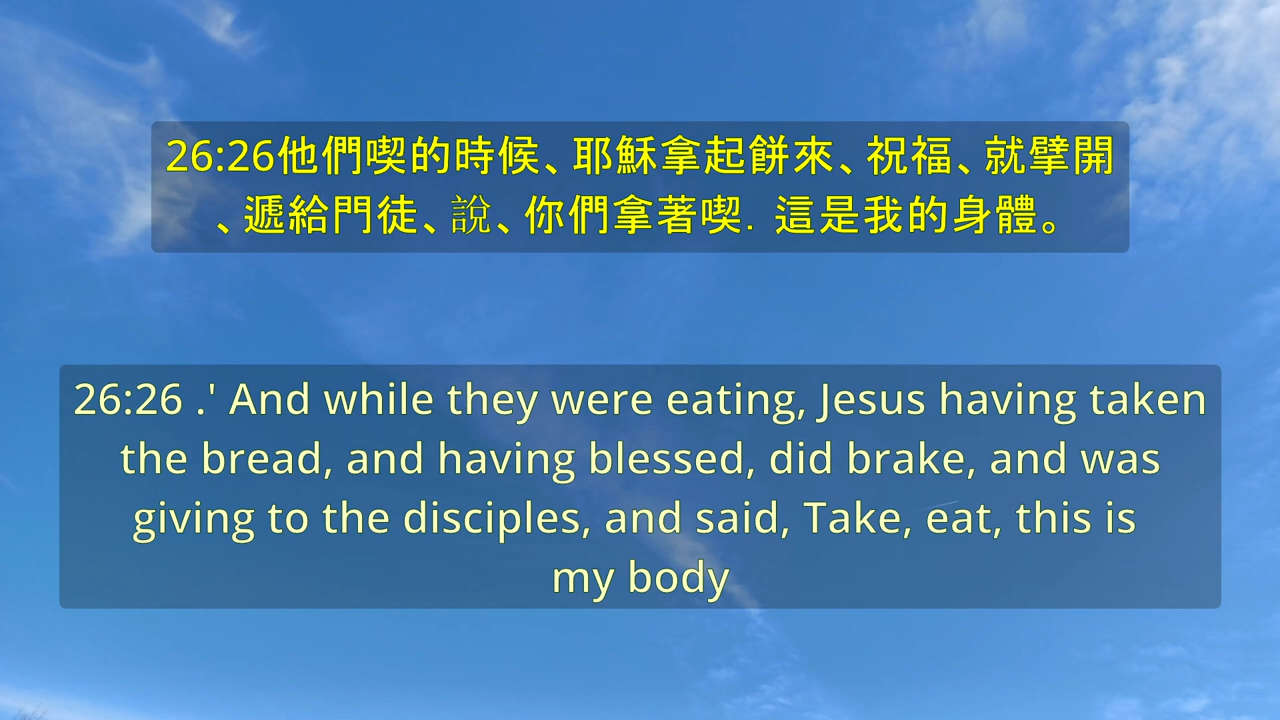 26:26他們喫的時候、耶穌拿起餅來、祝福、就擘開
、遞給門徒、說、你們拿著喫．這是我的身體。
26:26 .' And while they were eating, Jesus having taken
the bread, and having blessed, did brake, and was
giving to the disciples, and said, Take, eat, this is
my body